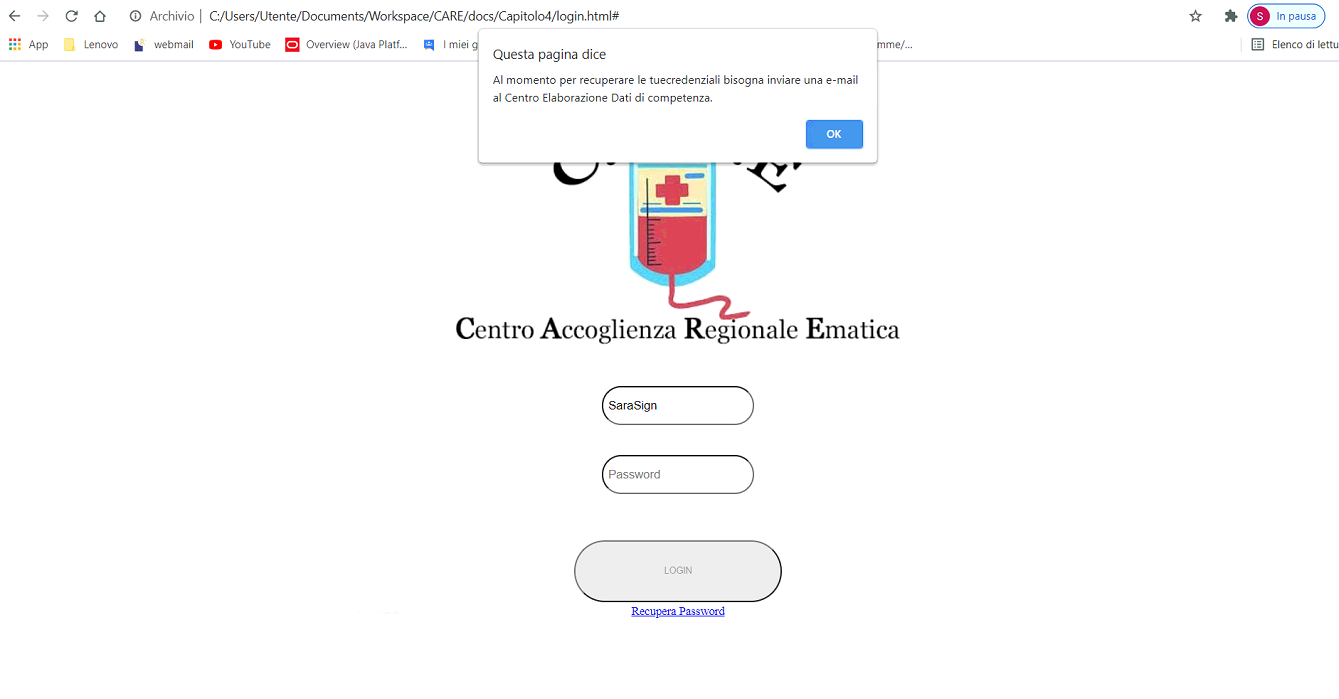 Archivio | C:/Users/Utente/Documents/Workspace/CARE/docs/Capitolo4/login.html#
S In pausa
App Lenovo webmail YouTube Overview (Java Platf... I miei g mme/... Elenco di lettu
Questa pagina dice
Al momento per recuperare le tuecredenziali bisogna inviare una e-mail
al Centro Elaborazione Dati di competenza.
OK
C. .E
Centro Accoglienza Regionale Ematica
SaraSign
Password
LOGIN
Recupera Password